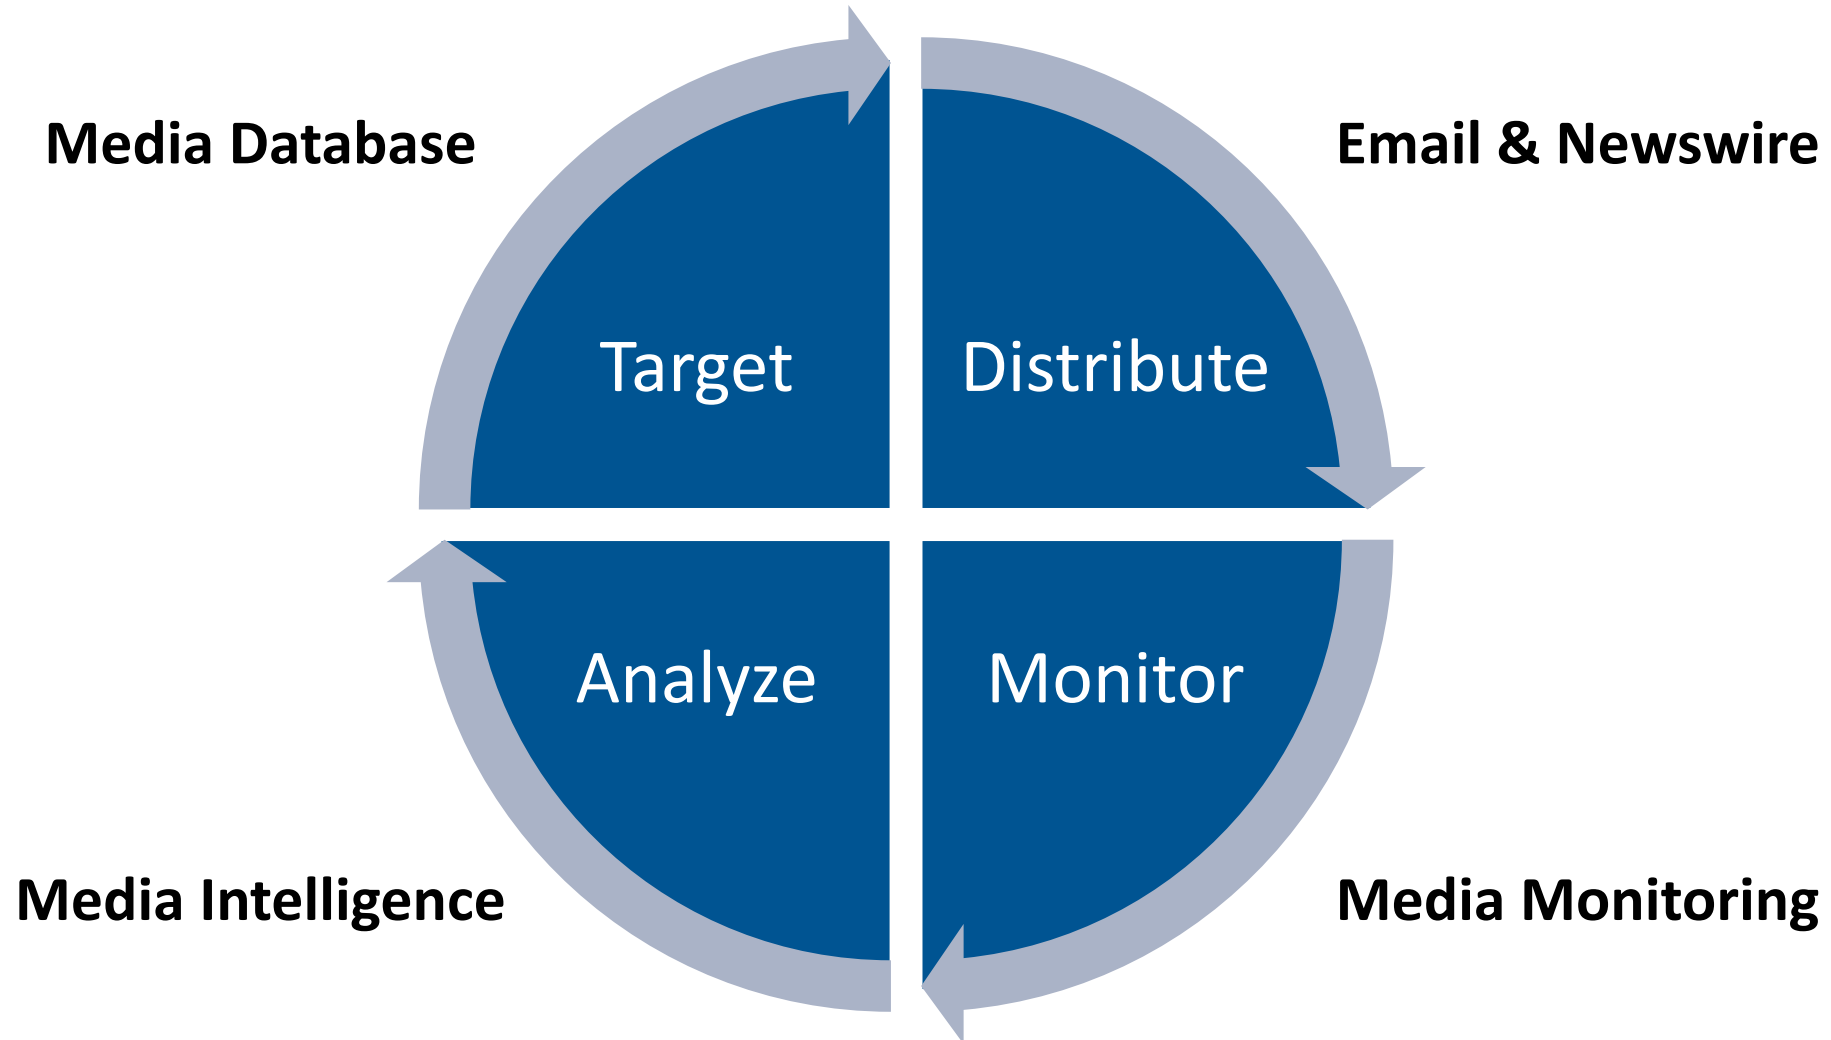 Media Database
Email & Newswire
Target
Distribute
Analyze
Monitor
Media Intelligence
Media Monitoring